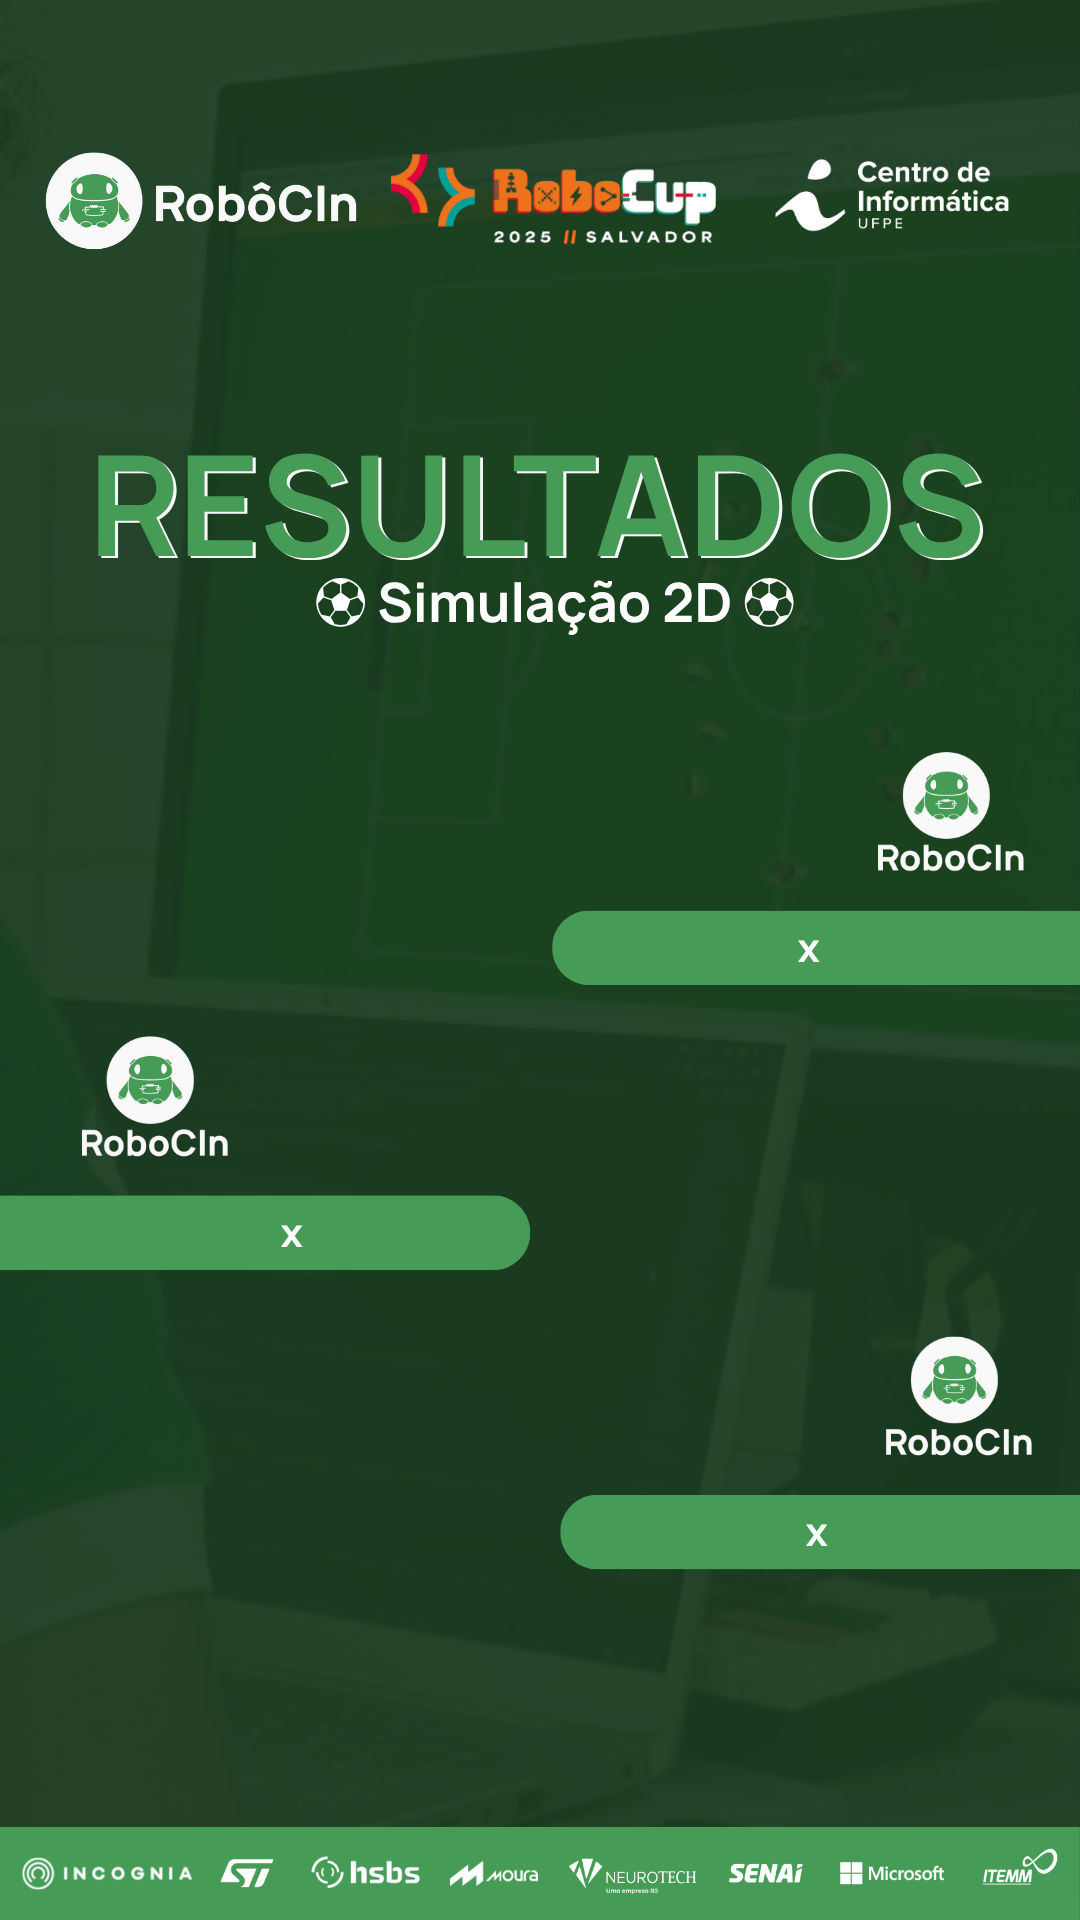 RobôCIn
RoboCup
2025 // SALVADOR
Centro de
Informática
UFPE
RESULTADOS
Simulação 2D
RoboCIn
x
RoboCIn
x
RoboCIn
x
INCOGNIA
ST
hsbs
moura
NEUROTECH
Uma empresa B3
SENAI
Microsoft
ITEMM